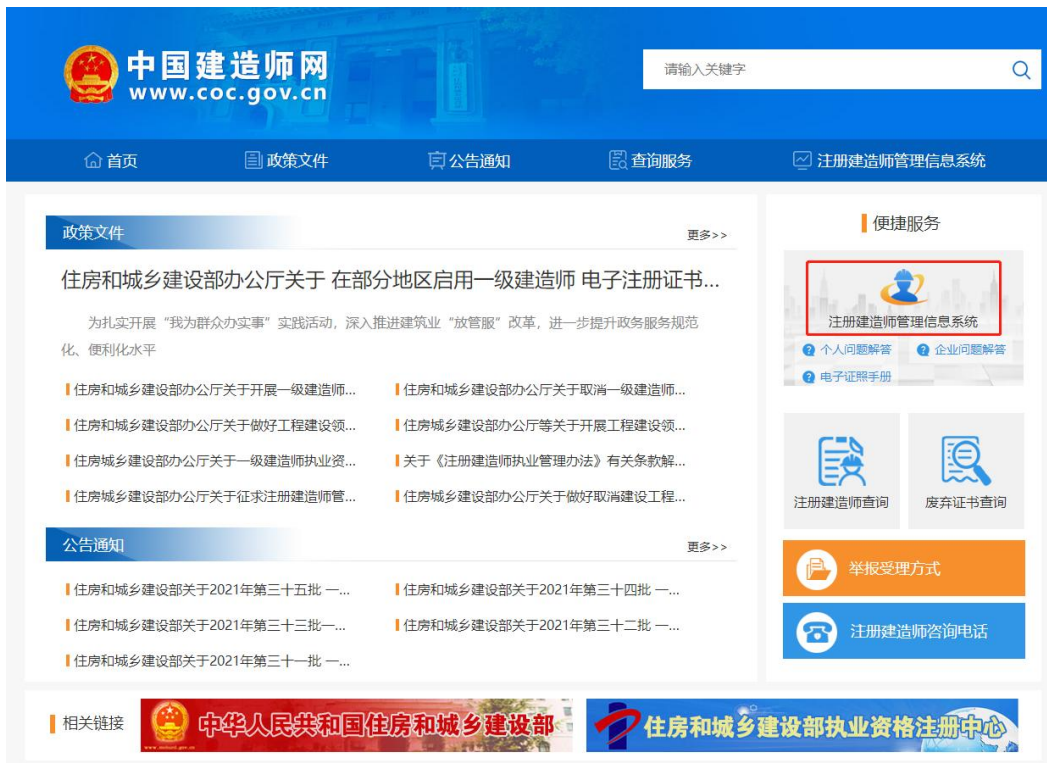 中国建造师网
www.coc.gov.cn
请输入关键字
首页 政策文件 公告通知 查询服务 注册建造师管理信息系统
政策文件 更多>>
住房和城乡建设部办公厅关于 在部分地区启用一级建造师 电子注册证书...
为扎实开展“我为群众办实事”实践活动，深入推进建筑业“放管服”改革，进一步提升政务服务规范
化、便利化水平
住房和城乡建设部办公厅关于开展一级建造师...
住房和城乡建设部办公厅关于取消一级建造师...
住房和城乡建设部办公厅关于做好工程建设领...
住房城乡建设部办公厅等关于开展工程建设领...
住房城乡建设部办公厅关于一级建造师执业资...
关于《注册建造师执业管理办法》有关条款解...
住房城乡建设部办公厅关于征求注册建造师管...
住房城乡建设部办公厅关于做好取消建设工程...
公告通知 更多>>
住房和城乡建设部关于2021年第三十五批 一...
住房和城乡建设部关于2021年第三十四批 一...
住房和城乡建设部关于2021年第三十三批一...
住房和城乡建设部关于2021年第三十二批 一...
住房和城乡建设部关于2021年第三十一批 一...
便捷服务
注册建造师管理信息系统
个人问题解答 企业问题解答
电子证照手册
注册建造师查询 废弃证书查询
举报受理方式
注册建造师咨询电话
相关链接
中华人民共和国住房和城乡建设部
住房和城乡建设部执业资格注册中心